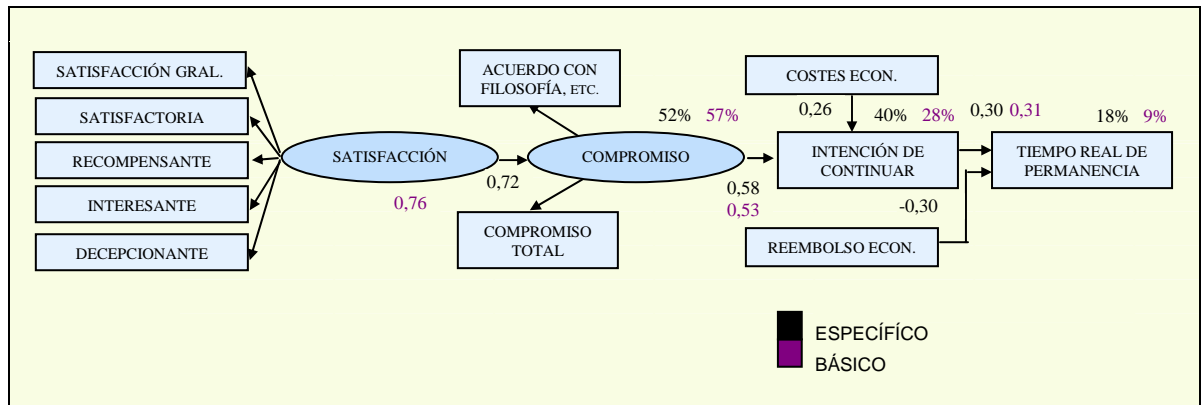 SATISFACCIÓN GRAL.
SATISFACTORIA
RECOMPENSANTE
INTERESANTE
DECEPCIONANTE
SATISFACCIÓN
0,76
0,72
ACUERDO CON
FILOSOFÍA, ETC.
COMPROMISO
52% 57%
COMPROMISO
TOTAL
0,58
0,53
COSTES ECON.
0,26
40% 28%
INTENCIÓN DE
CONTINUAR
-0,30
REEMBOLSO ECON.
0,30 0,31
18% 9%
TIEMPO REAL DE
PERMANENCIA
ESPECÍFÍCO
BÁSICO